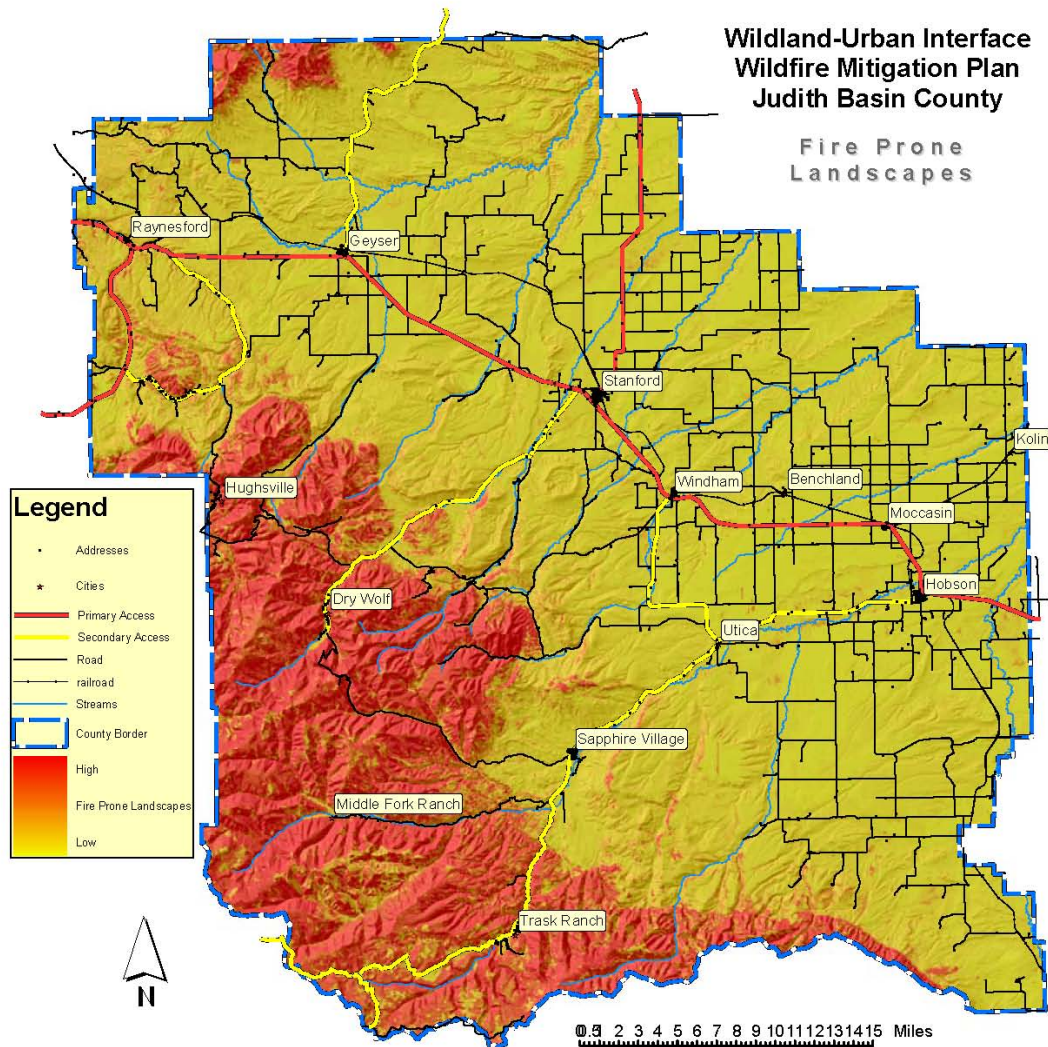 Wildland-Urban Interface
Wildfire Mitigation Plan
Judith Basin County
Fire Prone
Landscapes
Raynesford
Geyser
Stanford
Kolin
Hughsville
Windham
Benchland
Moccasin
Hobson
Dry Wolf
Utica
Sapphire Village
Middle Fork Ranch
Trask Ranch
Legend
Addresses
Cities
Primary Access
Secondary Access
Road
railroad
Streams
County Border
High
Fire Prone Landscapes
Low
N
0 0.5 1 2 3 4 5 6 7 8 9 10 11 12 13 14 15 Miles